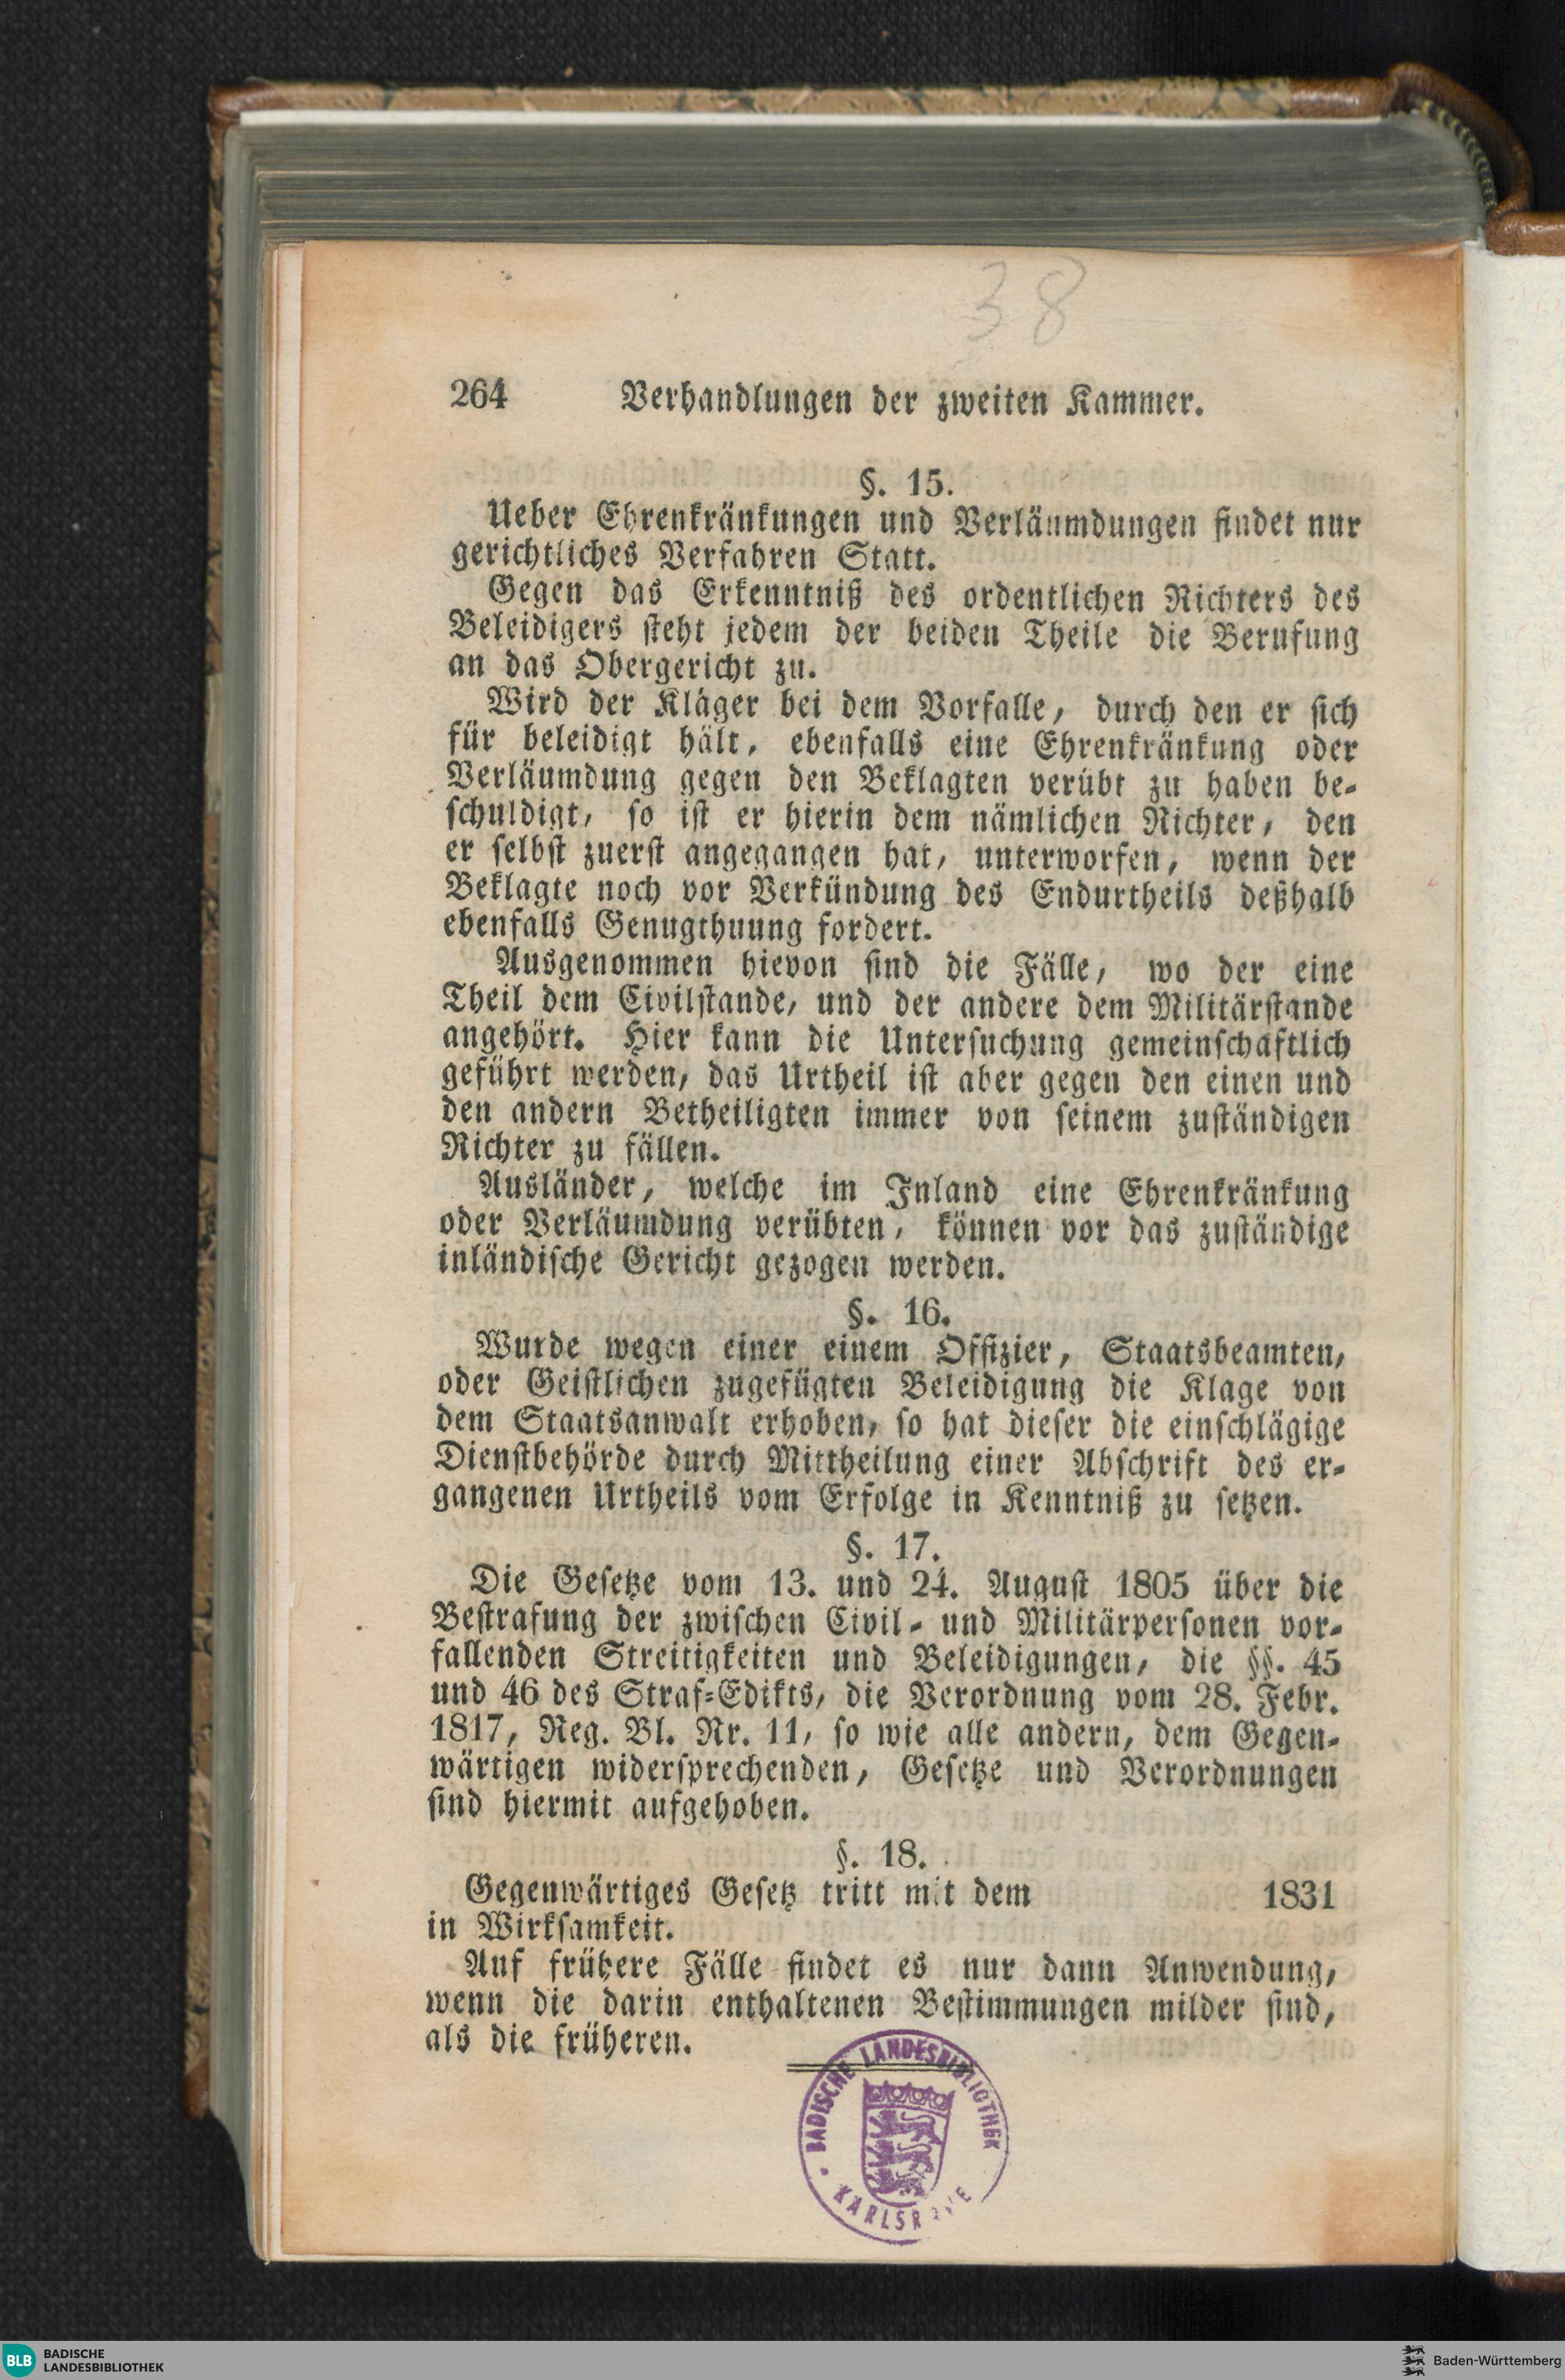 38
264 Verhandlungen der zweiten Kammer.
§. 15.
Ueber Ehrenkränkungen und Verläumdungen findet nur
gerichtliches Verfahren Statt.
Gegen das Erkenntniß des ordentlichen Richters des
Beleidigers steht jedem der beiden Theile die Berufung
an das Obergericht zu.
Wird der Kläger bei dem Vorfalle, durch den er sich
für beleidigt hält, ebenfalls eine Ehrenkränkung oder
Verläumdung gegen den Beklagten verübt zu haben be-
schuldigt, so ist er hierin dem nämlichen Richter, den
er selbst zuerst angegangen hat, unterworfen, wenn der
Beklagte noch vor Verkündung des Endurtheils deßhalb
ebenfalls Genugthuung fordert.
Ausgenommen hievon sind die Fälle, wo der eine
Theil dem Civilstande, und der andere dem Militärstande
angehört. Hier kann die Untersuchung gemeinschaftlich
geführt werden, das Urtheil ist aber gegen den einen und
den andern Betheiligten immer von seinem zuständigen
Richter zu fällen.
Ausländer, welche im Inland eine Ehrenkränkung
oder Verläumdung verübten, können vor das zuständige
inländische Gericht gezogen werden.
§. 16.
Wurde wegen einer einem Offizier, Staatsbeamten,
oder Geistlichen zugefügten Beleidigung die Klage von
dem Staatsanwalt erhoben, so hat dieser die einschlägige
Dienstbehörde durch Mittheilung einer Abschrift des er-
gangenen Urtheils vom Erfolge in Kenntniß zu setzen.
§. 17.
Die Gesetze vom 13. und 24. August 1805 über die
Bestrafung der zwischen Civil- und Militärpersonen vor-
fallenden Streitigkeiten und Beleidigungen, die §§. 45
und 46 des Straf-Edikts, die Verordnung vom 28. Febr.
1817, Reg. Bl. Nr. 11, so wie alle andern, dem Gegen-
wärtigen widersprechenden, Gesetze und Verordnungen
sind hiermit aufgehoben.
§. 18.
Gegenwärtiges Gesetz tritt mit dem 1831
in Wirksamkeit.
Auf frühere Fälle findet es nur dann Anwendung,
wenn die darin enthaltenen Bestimmungen milder sind,
als die früheren.
BADISCHE LANDESBIBLIOTHEK
KARLSRUHE
BLB BADISCHE
LANDESBIBLIOTHEK
Baden-Württemberg